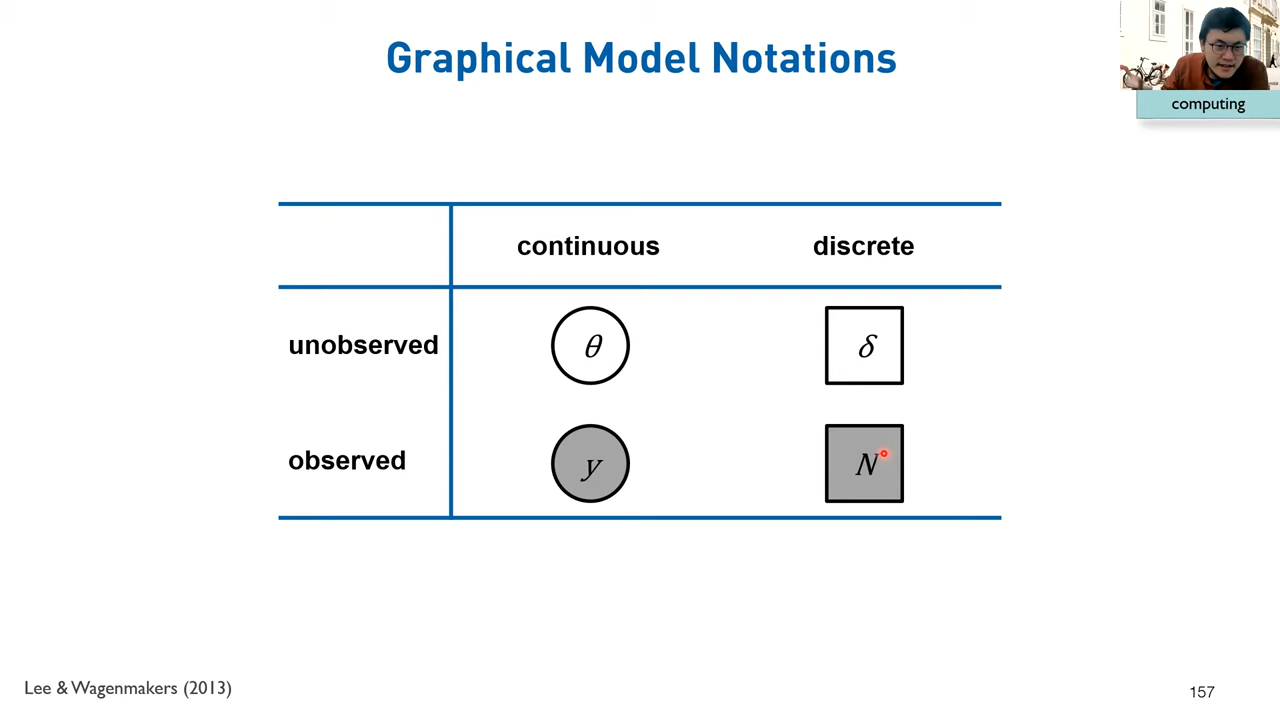 Graphical Model Notations
computing
continuous discrete
unobserved θ δ
observed y N
Lee & Wagenmakers (2013)
157